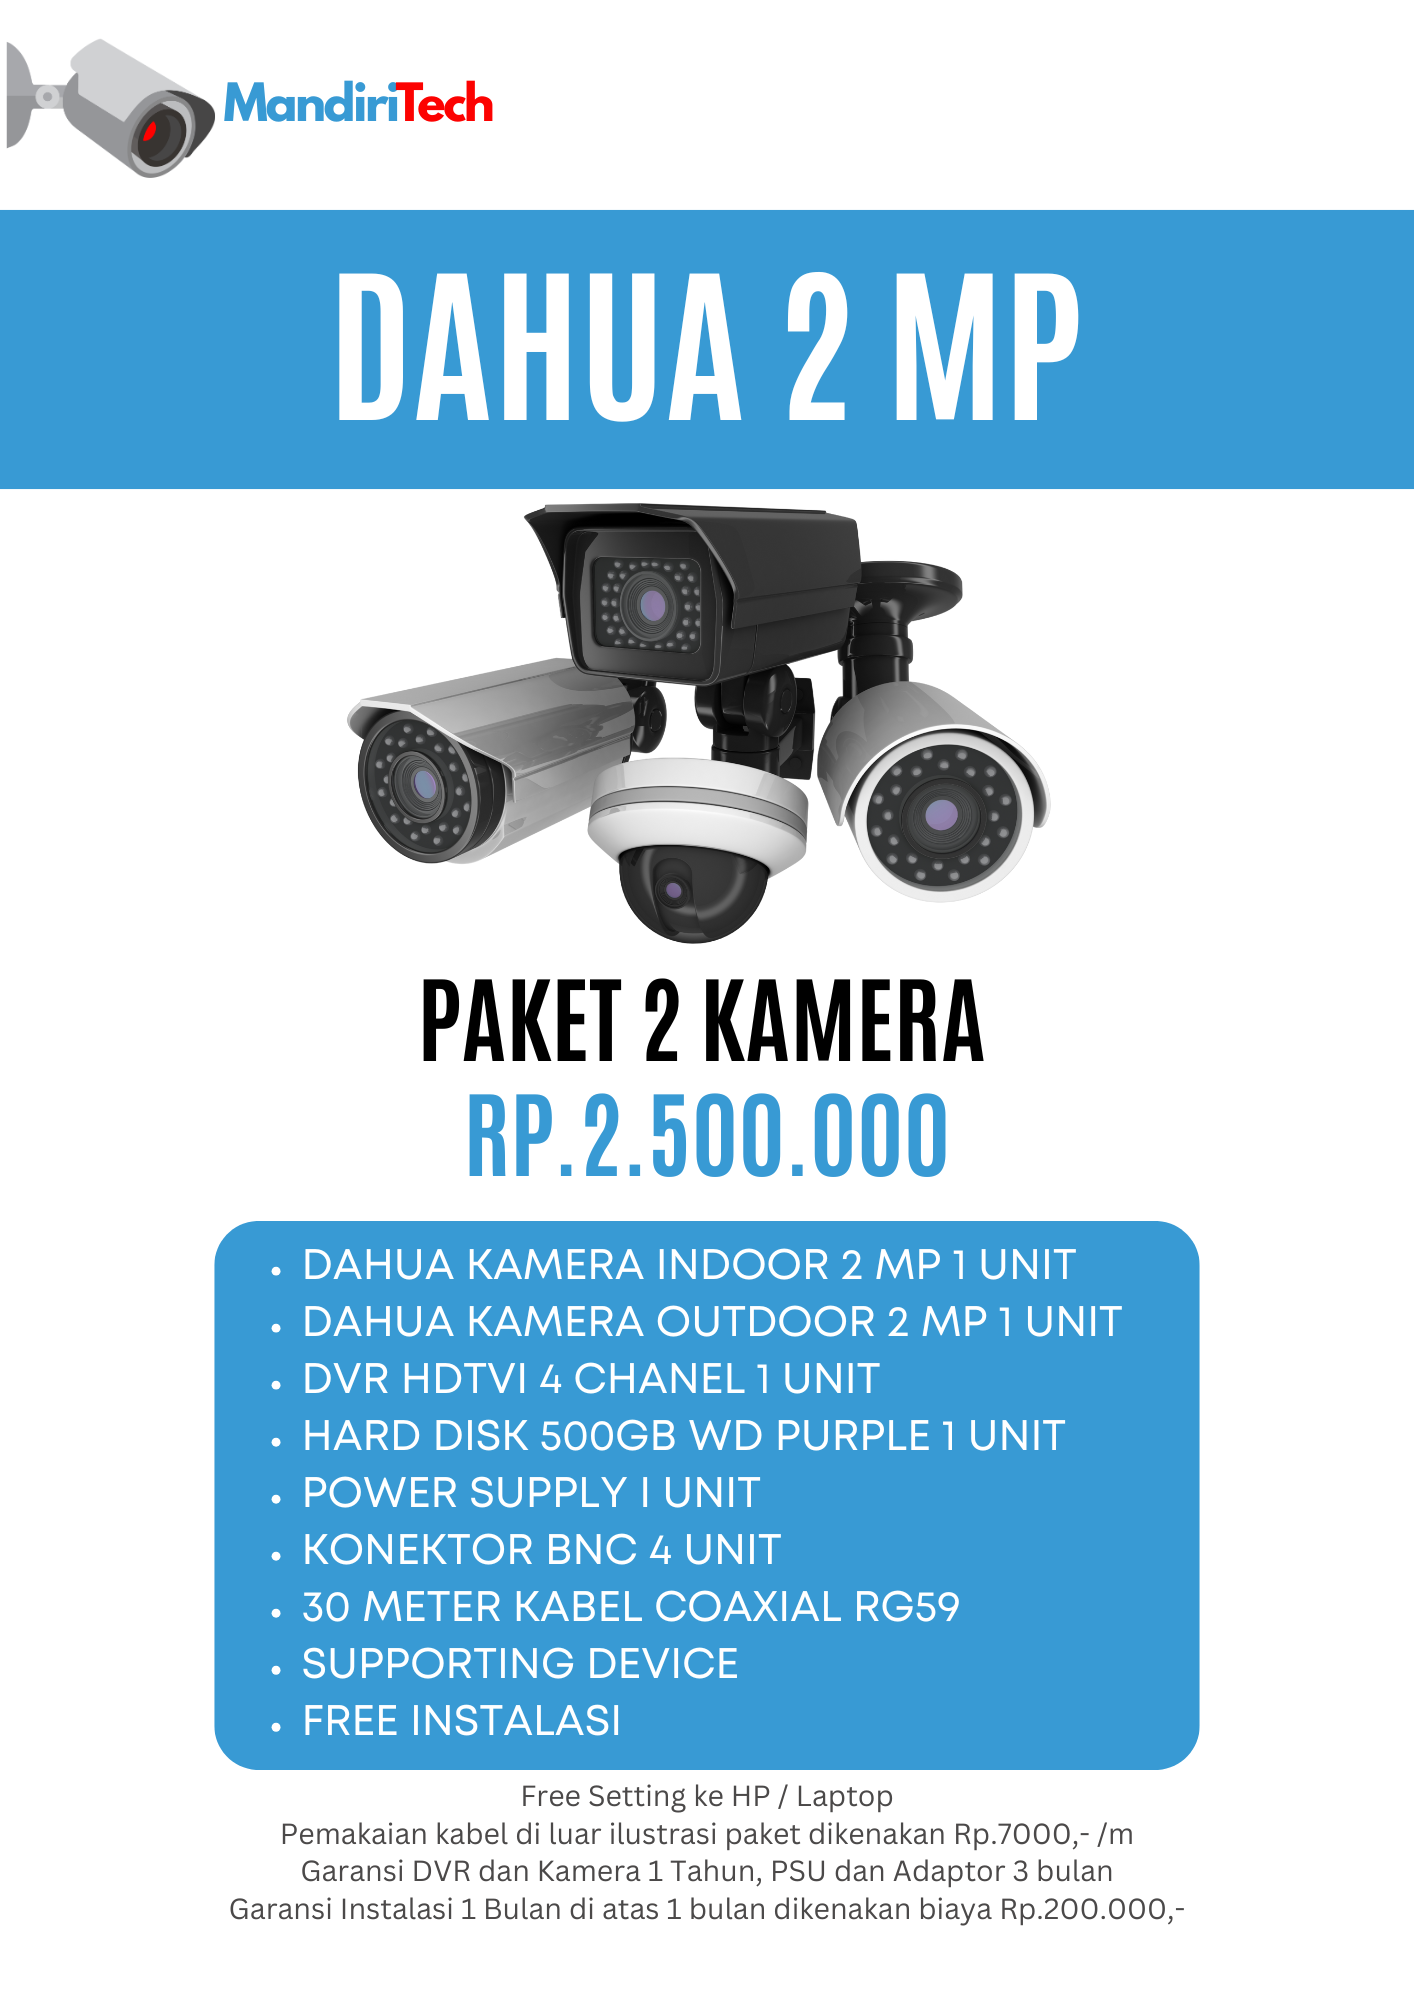 MandiriTech
DAHUA 2 MP
PAKET 2 KAMERA
RP.2.500.000
• DAHUA KAMERA INDOOR 2 MP 1 UNIT
• DAHUA KAMERA OUTDOOR 2 MP 1 UNIT
• DVR HDTVI 4 CHANEL 1 UNIT
• HARD DISK 500GB WD PURPLE 1 UNIT
• POWER SUPPLY I UNIT
• KONEKTOR BNC 4 UNIT
• 30 METER KABEL COAXIAL RG59
• SUPPORTING DEVICE
• FREE INSTALASI
Free Setting ke HP / Laptop
Pemakaian kabel di luar ilustrasi paket dikenakan Rp.7000,- /m
Garansi DVR dan Kamera 1 Tahun, PSU dan Adaptor 3 bulan
Garansi Instalasi 1 Bulan di atas 1 bulan dikenakan biaya Rp.200.000,-